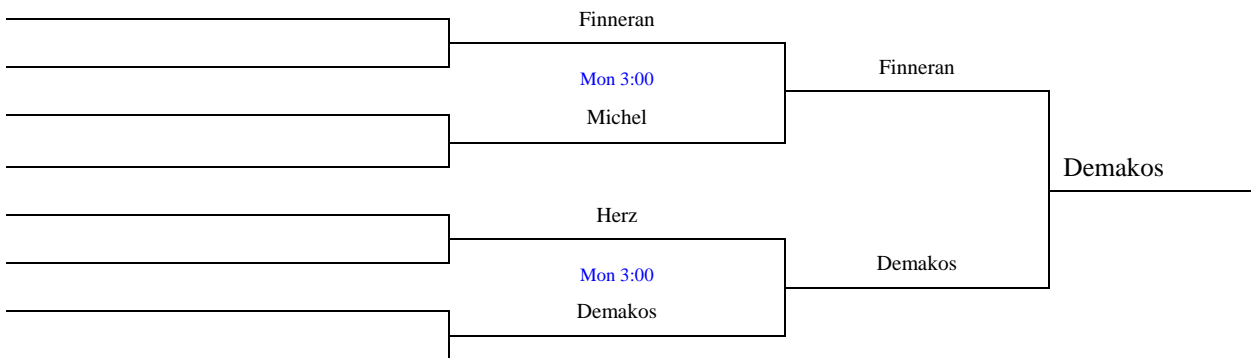 Finneran
Mon 3:00
Michel
Finneran
Demakos
Herz
Mon 3:00
Demakos
Demakos